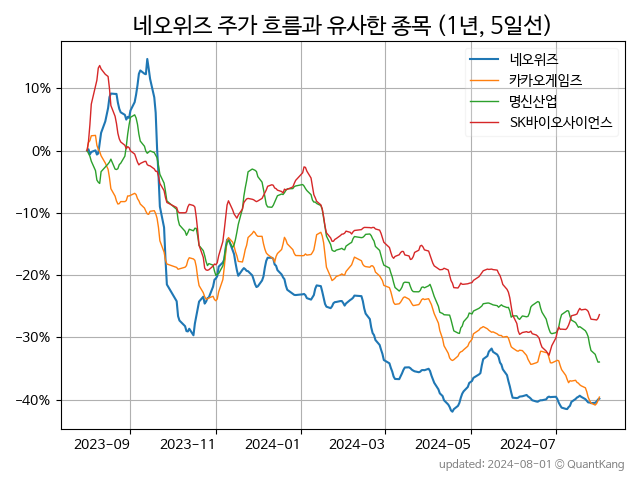 네오위즈 주가 흐름과 유사한 종목 (1년, 5일선)
네오위즈
카카오게임즈
명신산업
SK바이오사이언스
10%
0%
−10%
−20%
−30%
−40%
2023-09 2023-11 2024-01 2024-03 2024-05 2024-07
updated: 2024-08-01 © QuantKang